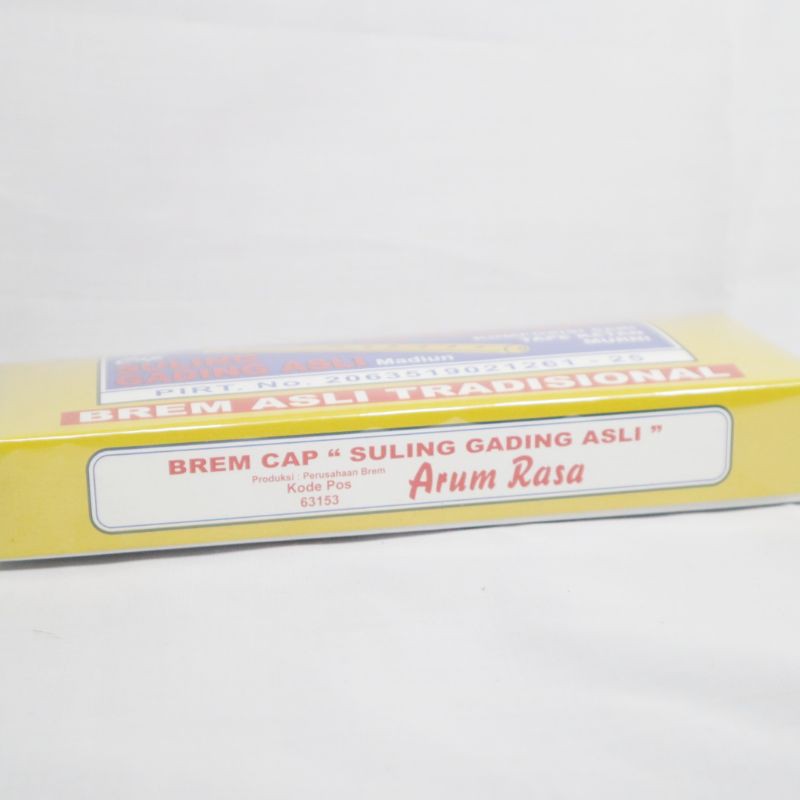 SULING
GADING ASLI Madiun
TAPE KETAN
MURNI
PIRT. No. 2063519021261 - 25
BREM ASLI TRADISIONAL
BREM CAP “ SULING GADING ASLI ”
Produksi : Perusahaan Brem
Kode Pos
63153
Arum Rasa